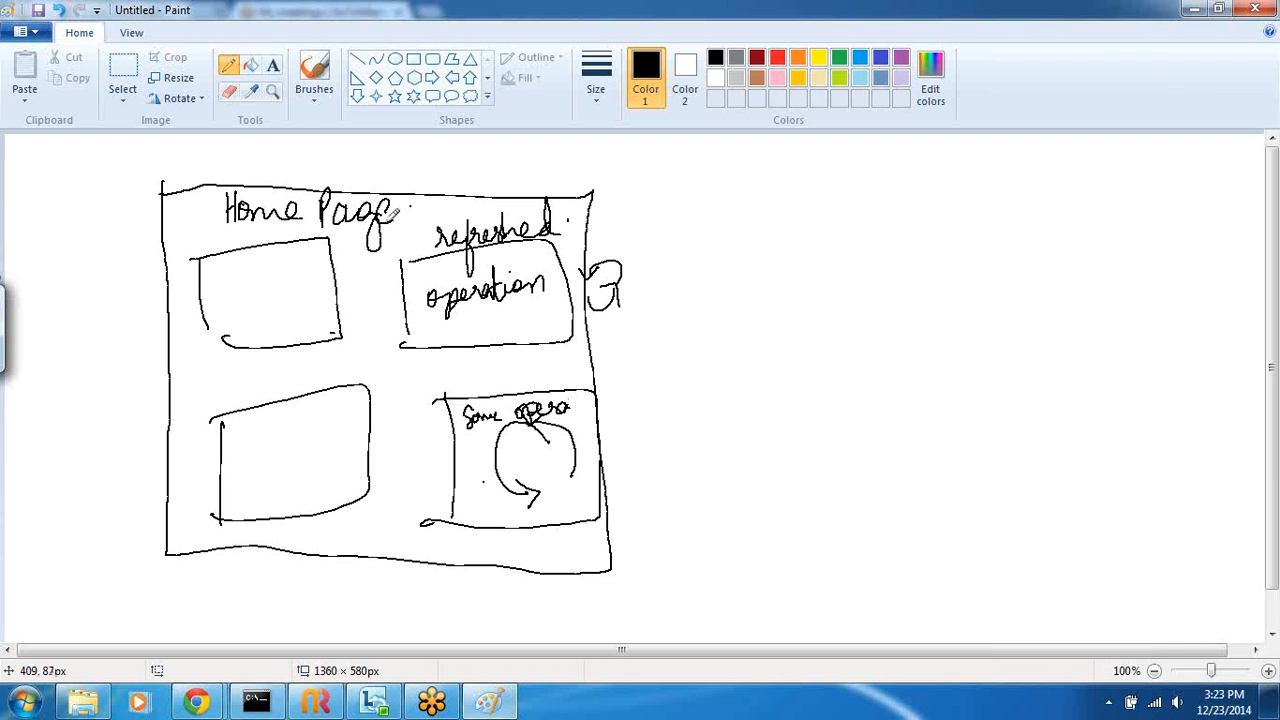 Untitled - Paint
Home
View
Paste
Cut
Copy
Clipboard
Select
Crop
Resize
Rotate
Image
Tools
Brushes
Shapes
Outline
Fill
Size
Color
1
Color
2
Edit
colors
Colors
Home Page
refreshed
operation
Some opera
409, 87px
1360 × 580px
100%
3:23 PM
12/23/2014